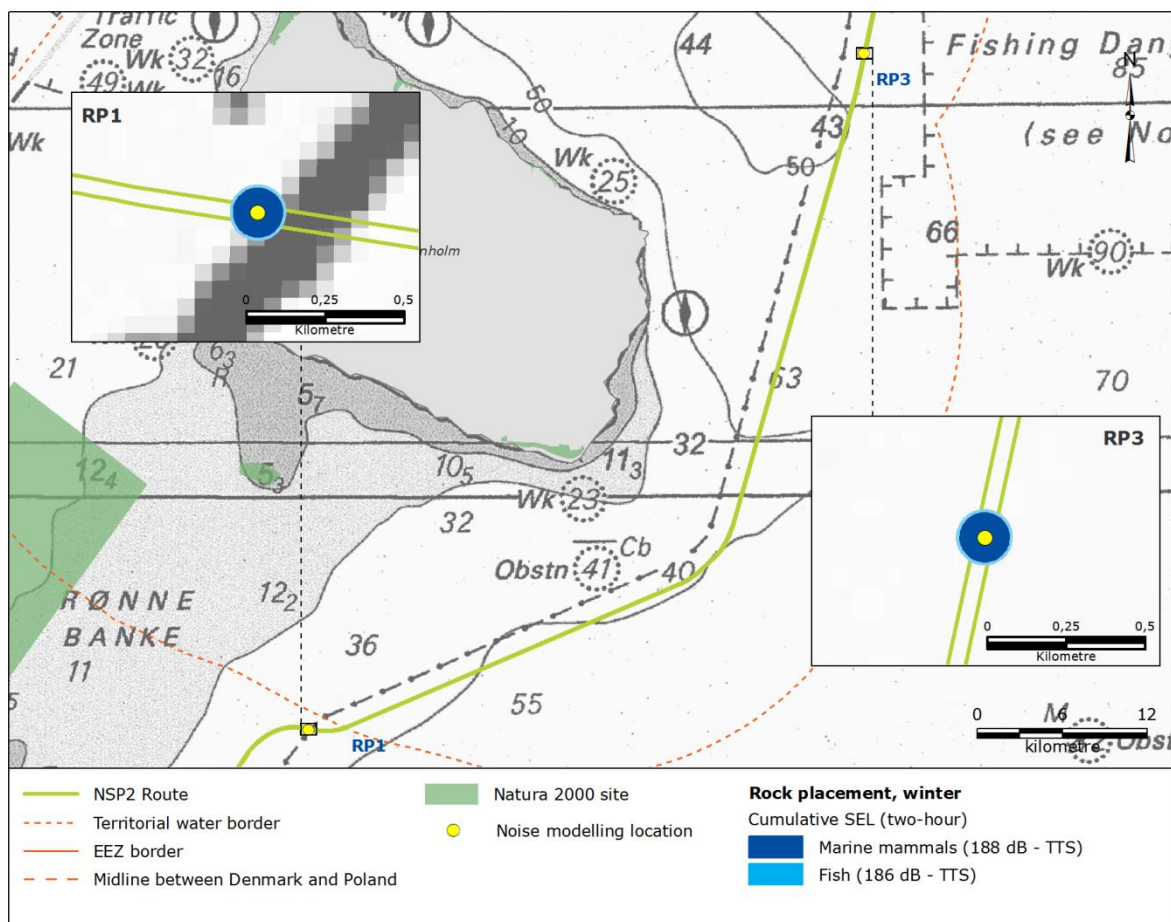 Traffic
Zone
Wk 32
M
44
Fishing Dang
85
N
RP3
49
Wk
16
50
43
(see No
RP1
Wk
10
Wk
25
50
66
90
Wk
nholm
0 0,25 0,5
Kilometre
63
R
21
57
63
70
RP3
124
53
105
113
32
Wk 23
32
Cb
Obstn 41
40
0 0,25 0,5
Kilometre
122
RØNNE
BANKE
11
36
55
5
M
0 6 12
kilometre
Obst
RP1
NSP2 Route
Territorial water border
EEZ border
Midline between Denmark and Poland
Natura 2000 site
Noise modelling location
Rock placement, winter
Cumulative SEL (two-hour)
Marine mammals (188 dB - TTS)
Fish (186 dB - TTS)